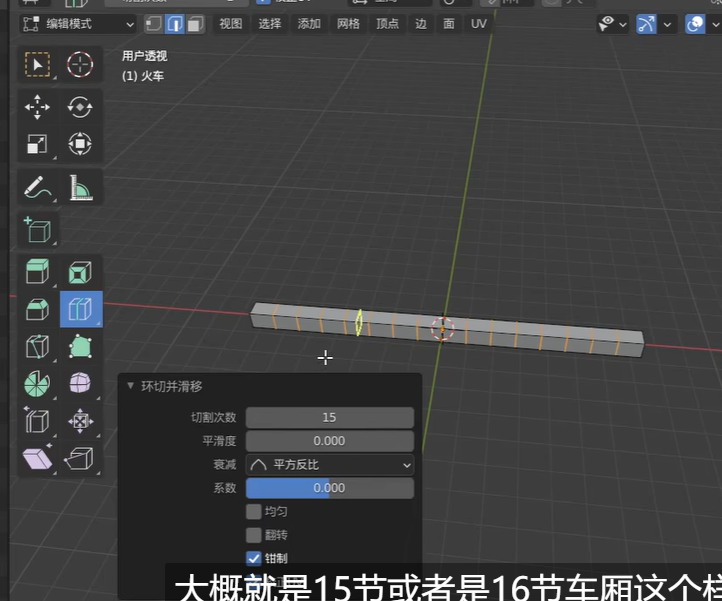 编辑模式 视图 选择 添加 网格 顶点 边 面 UV
用户透视
(1) 火车
环切并滑移
切割次数 15
平滑度 0.000
衰减 平方反比
系数 0.000
均匀
翻转
钳制
大概就是15节或者是16节车厢这个样